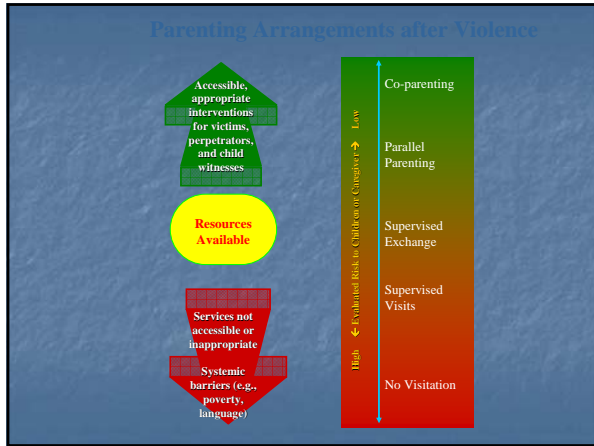 Parenting Arrangements after Violence
Accessible,
appropriate
interventions
for victims,
perpetrators,
and child
witnesses
Resources
Available
Services not
accessible or
inappropriate
Systemic
barriers (e.g.,
poverty,
language)
High ← Evaluated Risk to Children or Caregiver → Low
Co-parenting
Parallel
Parenting
Supervised
Exchange
Supervised
Visits
No Visitation